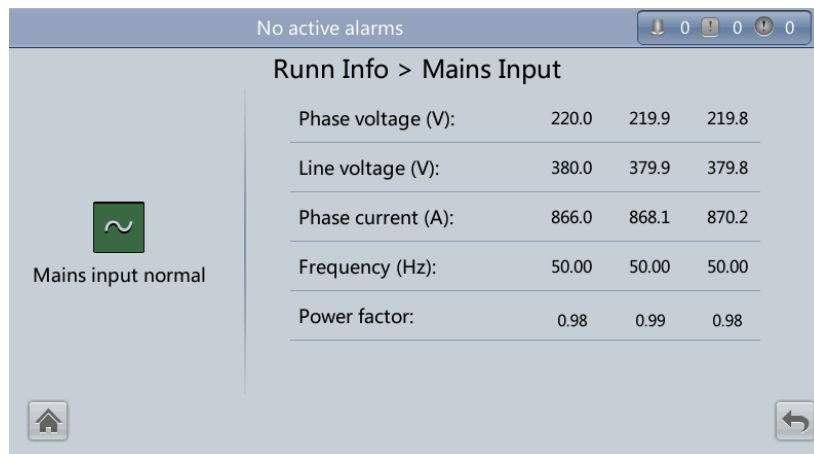 No active alarms 0 0 0
Runn Info > Mains Input
Phase voltage (V): 220.0 219.9 219.8
Line voltage (V): 380.0 379.9 379.8
Phase current (A): 866.0 868.1 870.2
Frequency (Hz): 50.00 50.00 50.00
Power factor: 0.98 0.99 0.98
Mains input normal